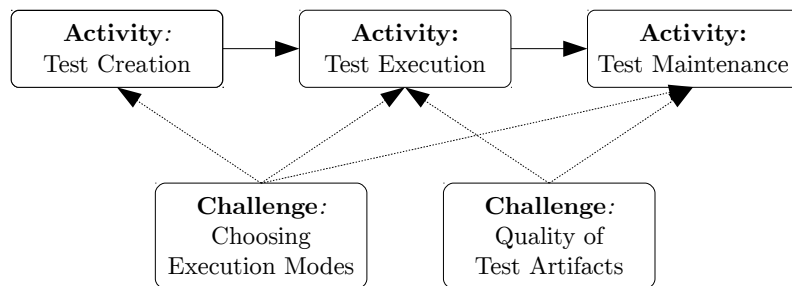 Activity:
Test Creation
Activity:
Test Execution
Activity:
Test Maintenance
Challenge:
Choosing
Execution Modes
Challenge:
Quality of
Test Artifacts